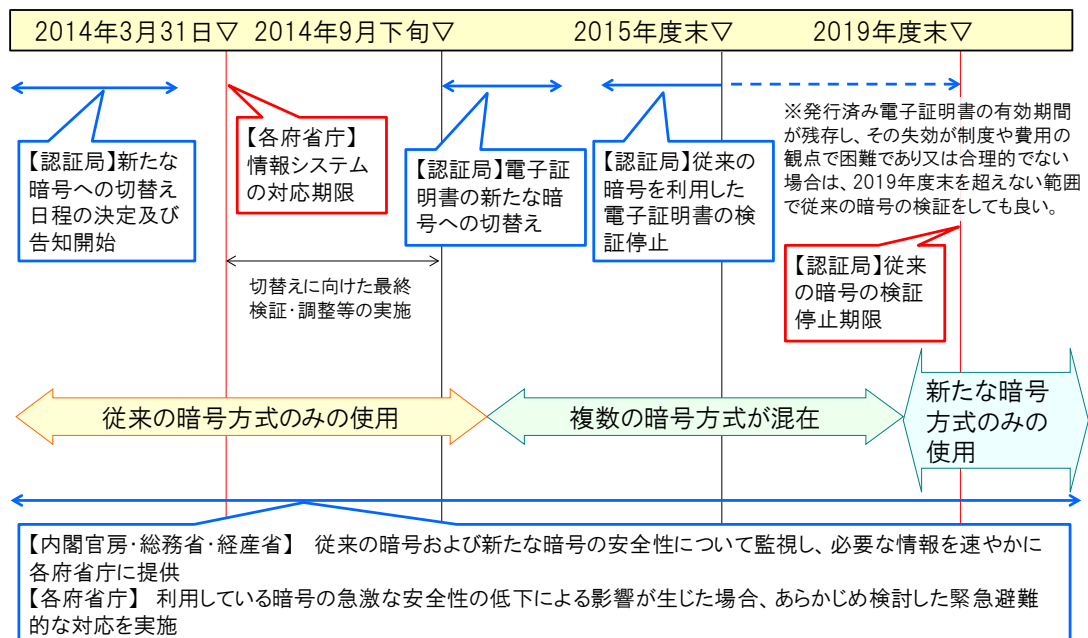 2014年3月31日▽ 2014年9月下旬▽ 2015年度末▽ 2019年度末▽
【認証局】新た
な暗号への切替え
日程の決定及び
告知開始
【各府省庁】
情報システム
の対応期限
【認証局】電子証
明書の新たな暗
号への切替え
【認証局】従来の
暗号を利用した
電子証明書の検
証停止
※発行済み電子証明書の有効期間
が残存し、その失効が制度や費用の
観点で困難であり又は合理的でない
場合は、2019年度末を超えない範囲
で従来の暗号の検証をしても良い。
【認証局】従来
の暗号の検証
停止期限
切替えに向けた最終
検証・調整等の実施
従来の暗号方式のみの使用
複数の暗号方式が混在
新たな暗号
方式のみの
使用
【内閣官房・総務省・経産省】 従来の暗号および新たな暗号の安全性について監視し、必要な情報を速やかに
各府省庁に提供
【各府省庁】 利用している暗号の急激な安全性の低下による影響が生じた場合、あらかじめ検討した緊急避難
的な対応を実施